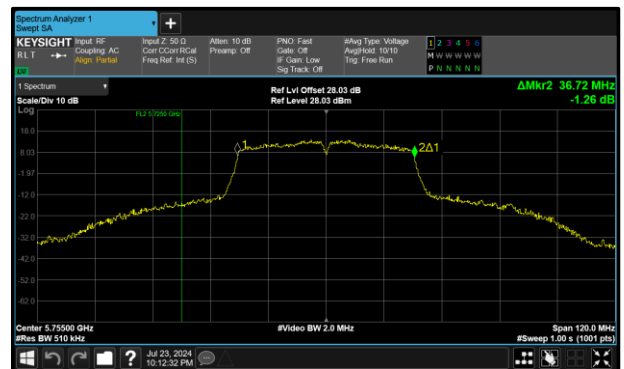 Spectrum Analyzer 1
Swept SA
+
KEYSIGHT
RLT
Input: RF
Coupling: AC
Align: Partial
Input Z: 50 Ω
Corr CCorr RCal
Freq Ref: Int (S)
Atten: 10 dB
Preamp: Off
PNO: Fast
Gate: Off
IF Gain: Low
Sig Track: Off
#Avg Type: Voltage
Avg|Hold: 10/10
Trig: Free Run
1 2 3 4 5 6
M W W W W W
P N N N N N
1 Spectrum
Scale/Div 10 dB
Log
Ref Lvl Offset 28.03 dB
Ref Level 28.03 dBm
ΔMkr2 36.72 MHz
-1.26 dB
FL2 5.7250 GHz
18.0
8.03
-1.97
-12.0
-22.0
-32.0
-42.0
-52.0
-62.0
1
2Δ1
Center 5.75500 GHz
#Res BW 510 kHz
#Video BW 2.0 MHz
Span 120.0 MHz
#Sweep 1.00 s (1001 pts)
?
Jul 23, 2024
10:12:32 PM